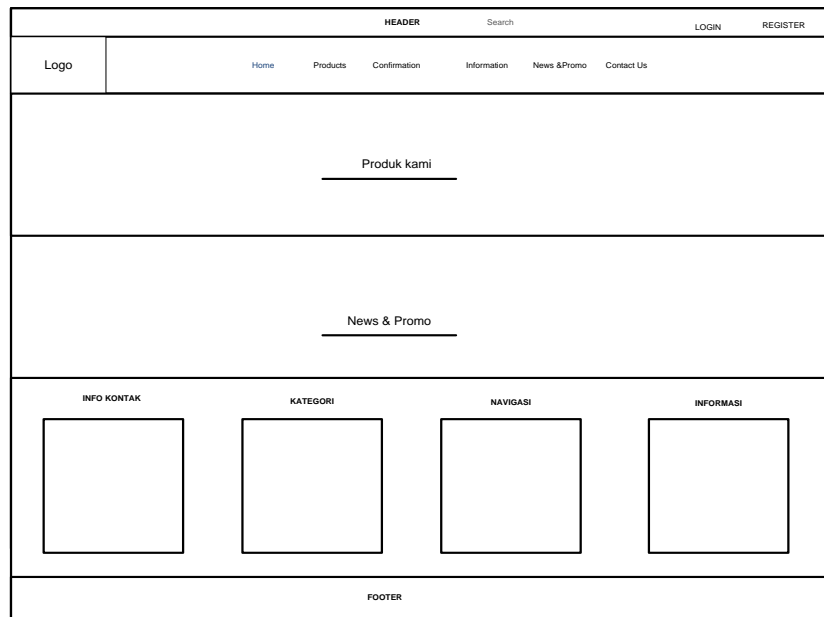 HEADER Search LOGIN REGISTER
Logo Home Products Confirmation Information News &Promo Contact Us
Produk kami
News & Promo
INFO KONTAK KATEGORI NAVIGASI INFORMASI
FOOTER